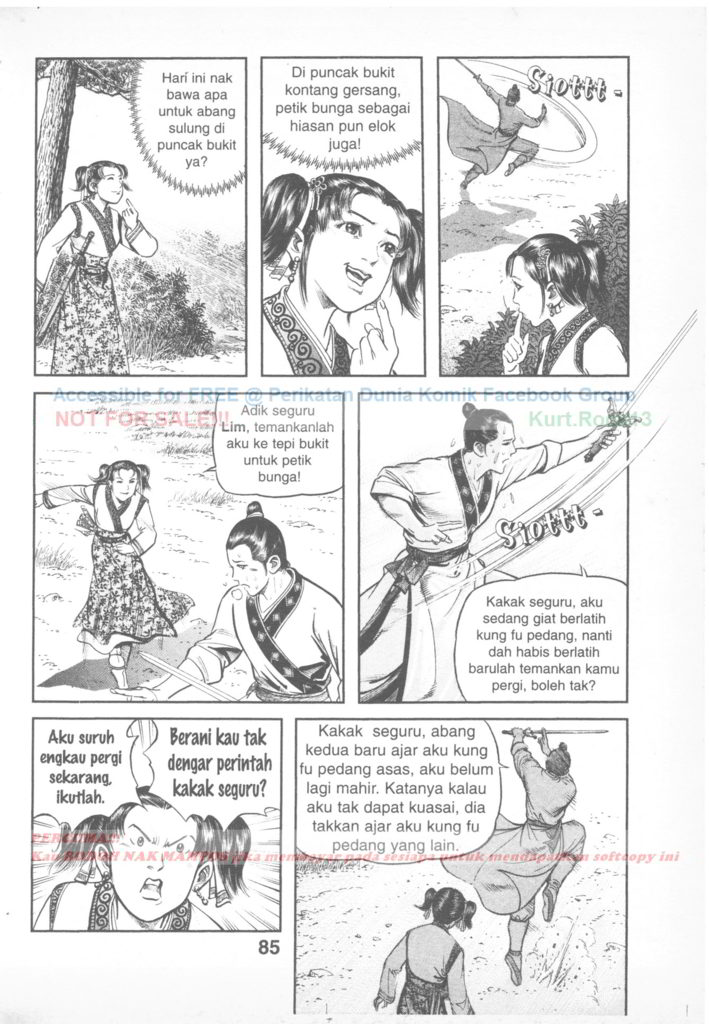 Hari ini nak
bawa apa
untuk abang
sulung di
puncak bukit
ya?
Di puncak bukit
kontang gersang,
petik bunga sebagai
hiasan pun elok
juga!
Siottt -
Accessible for FREE @ Perikatan Dunia Komik Facebook Group
NOT FOR SALE!!!
Adik seguru
Lim, temankanlah
aku ke tepi bukit
untuk petik
bunga!
Siottt -
Kakak seguru, aku
sedang giat berlatih
kung fu pedang, nanti
dah habis berlatih
barulah temankan kamu
pergi, boleh tak?
Aku suruh
engkau pergi
sekarang,
ikutlah.
Berani kau tak
dengar perintah
kakak seguru?
Kakak seguru, abang
kedua baru ajar aku kung
fu pedang asas, aku belum
lagi mahir. Katanya kalau
aku tak dapat kuasai, dia
takkan ajar aku kung fu
pedang yang lain.
85